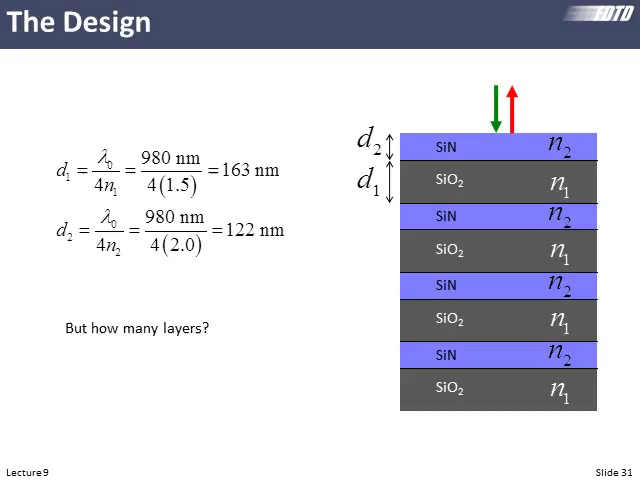 The Design
FDTD
d₁ = λ₀/4n₁ = 980 nm/4(1.5) = 163 nm
d₂ = λ₀/4n₂ = 980 nm/4(2.0) = 122 nm
But how many layers?
d₂ SiN n₂
d₁ SiO₂ n₁
SiN n₂
SiO₂ n₁
SiN n₂
SiO₂ n₁
SiN n₂
SiO₂ n₁
Lecture 9
Slide 31